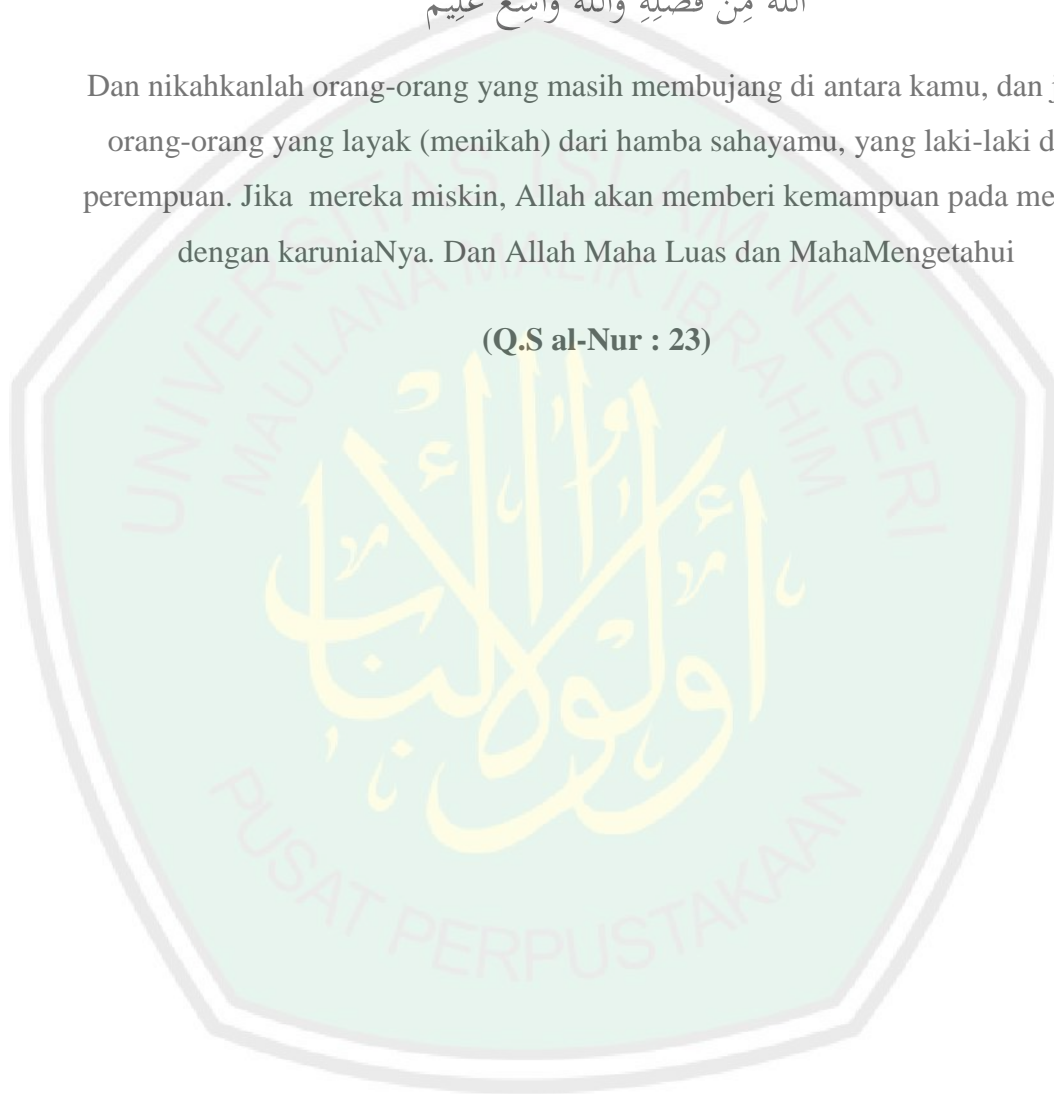 الله مِنْ فَضْلِهِ وَاللهُ وَاسِعٌ عَلِيمٌ
Dan nikahkanlah orang-orang yang masih membujang di antara kamu, dan
orang-orang yang layak (menikah) dari hamba sahayamu, yang laki-laki
perempuan. Jika mereka miskin, Allah akan memberi kemampuan pada
dengan karuniaNya. Dan Allah Maha Luas dan MahaMengetahui
(Q.S al-Nur : 23)
UNIVERSITAS ISLAM NEGERI
MAULANA MALIK IBRAHIM
أولوا الألباب
PUSAT PERPUSTAKAAN